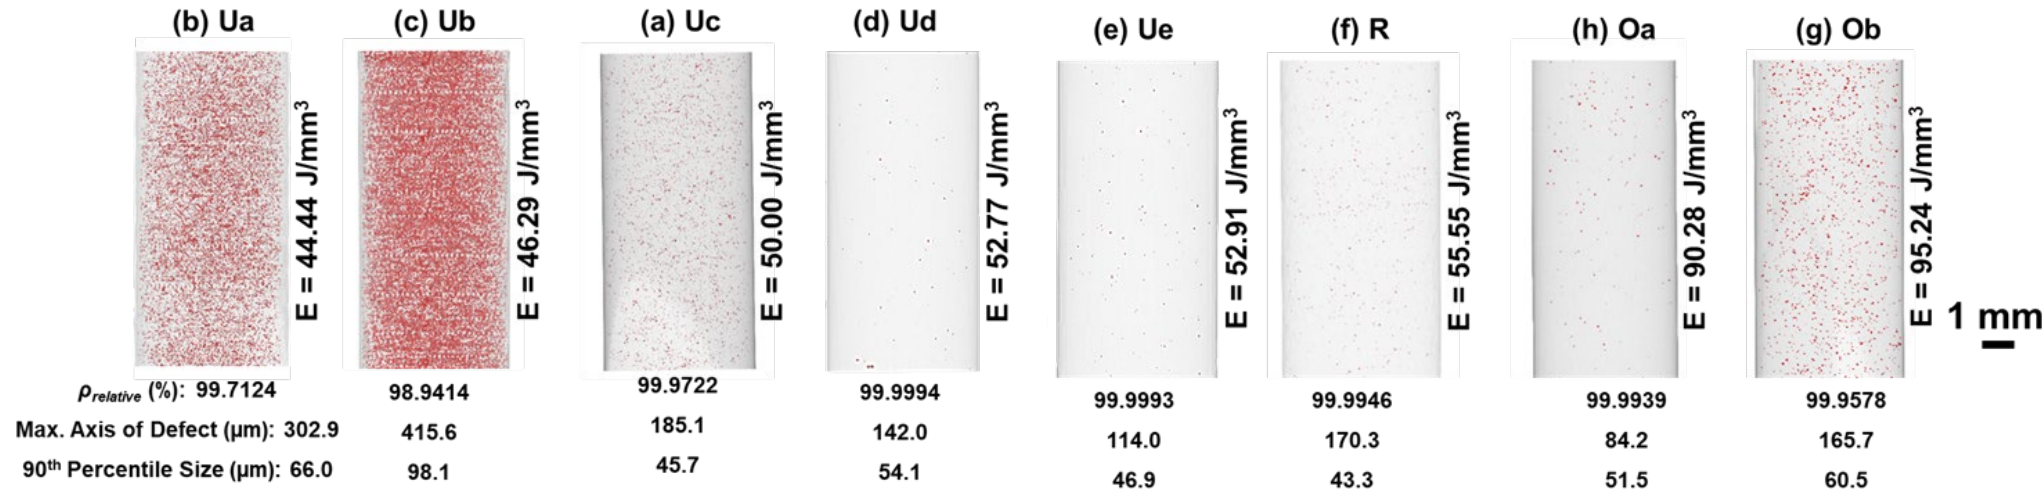 (b) Ua (c) Ub (a) Uc (d) Ud (e) Ue (f) R (h) Oa (g) Ob
E = 44.44 J/mm³
E = 46.29 J/mm³
E = 50.00 J/mm³
E = 52.77 J/mm³
E = 52.91 J/mm³
E = 55.55 J/mm³
E = 90.28 J/mm³
E = 95.24 J/mm³
1 mm
ρrelative (%): 99.7124 98.9414 99.9722 99.9994 99.9993 99.9946 99.9939 99.9578
Max. Axis of Defect (µm): 302.9 415.6 185.1 142.0 114.0 170.3 84.2 165.7
90th Percentile Size (µm): 66.0 98.1 45.7 54.1 46.9 43.3 51.5 60.5